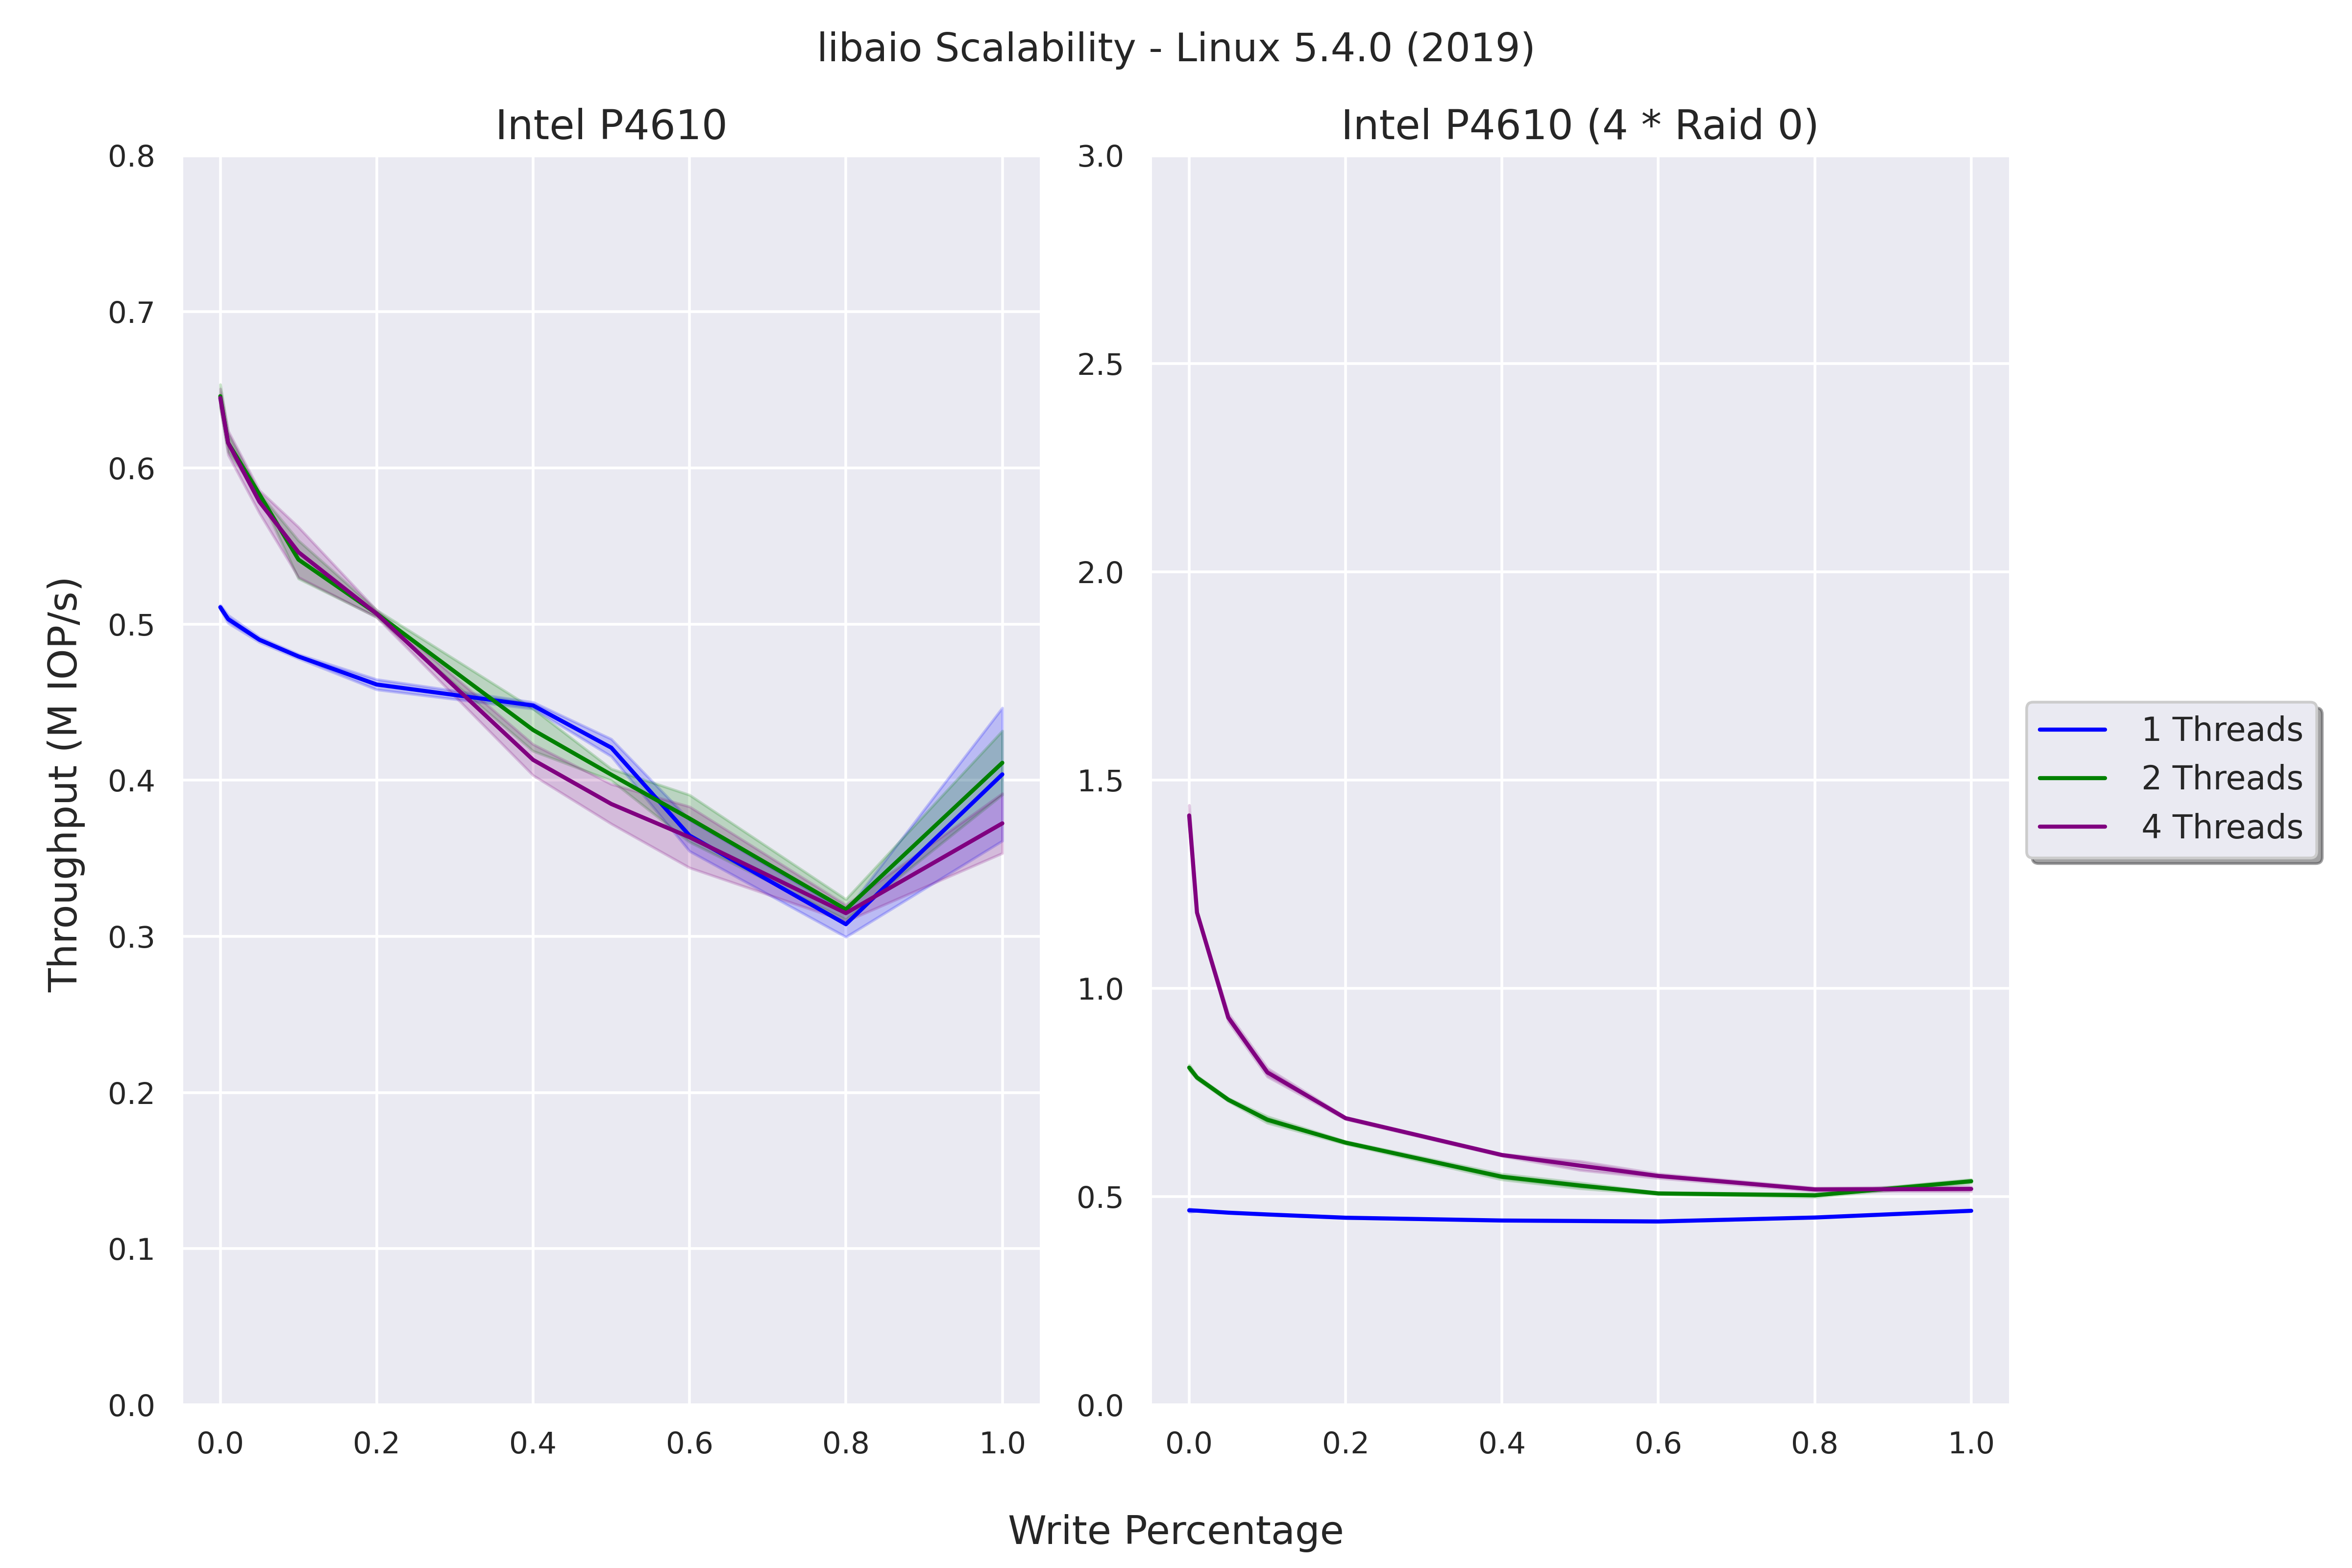 libaio Scalability - Linux 5.4.0 (2019)
Intel P4610
Intel P4610 (4 * Raid 0)
Throughput (M IOP/s)
0.8
0.7
0.6
0.5
0.4
0.3
0.2
0.1
0.0
0.0 0.2 0.4 0.6 0.8 1.0
3.0
2.5
2.0
1.5
1.0
0.5
0.0
0.0 0.2 0.4 0.6 0.8 1.0
1 Threads
2 Threads
4 Threads
Write Percentage